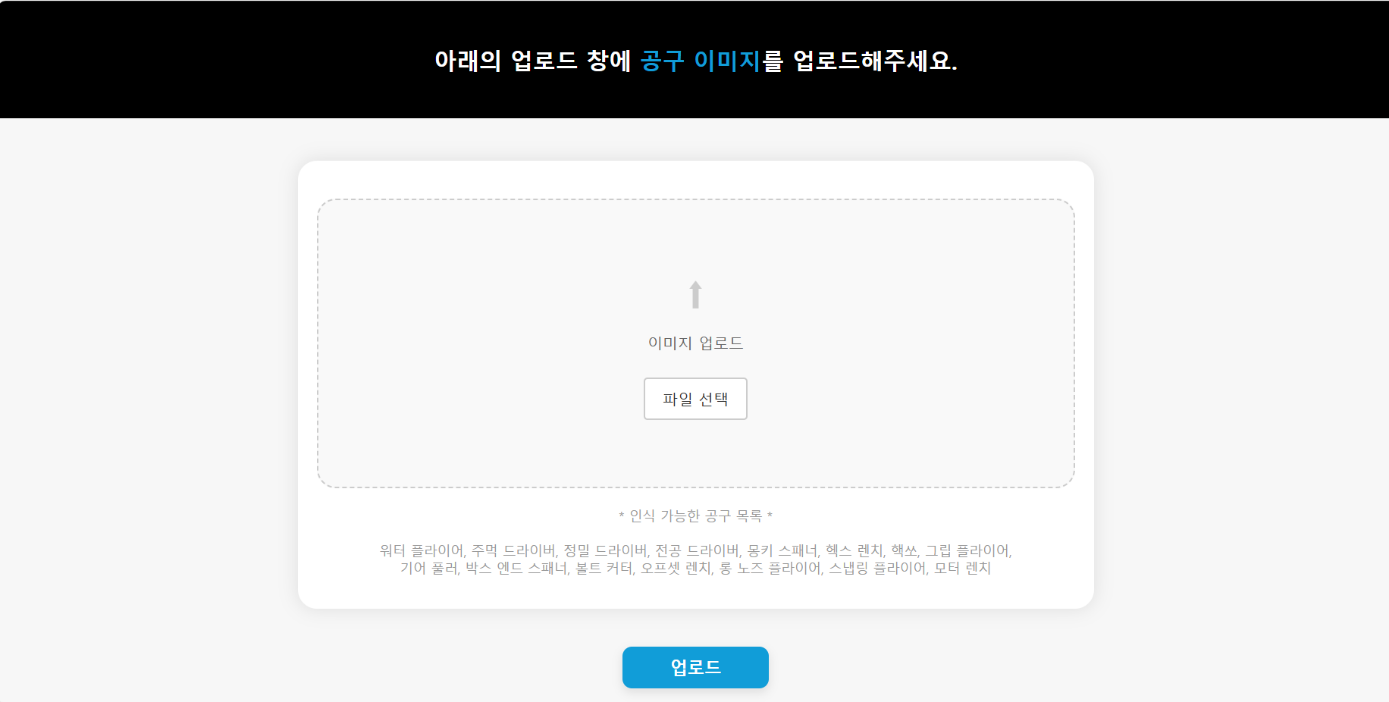 아래의 업로드 창에 공구 이미지를 업로드해주세요.
이미지 업로드
파일 선택
* 인식 가능한 공구 목록 *
워터 플라이어, 주먹 드라이버, 정밀 드라이버, 전공 드라이버, 몽키 스패너, 헥스 렌치, 핵쏘, 그립 플라이어,
기어 풀러, 박스 엔드 스패너, 볼트 커터, 오프셋 렌치, 롱 노즈 플라이어, 스냅링 플라이어, 모터 렌치
업로드